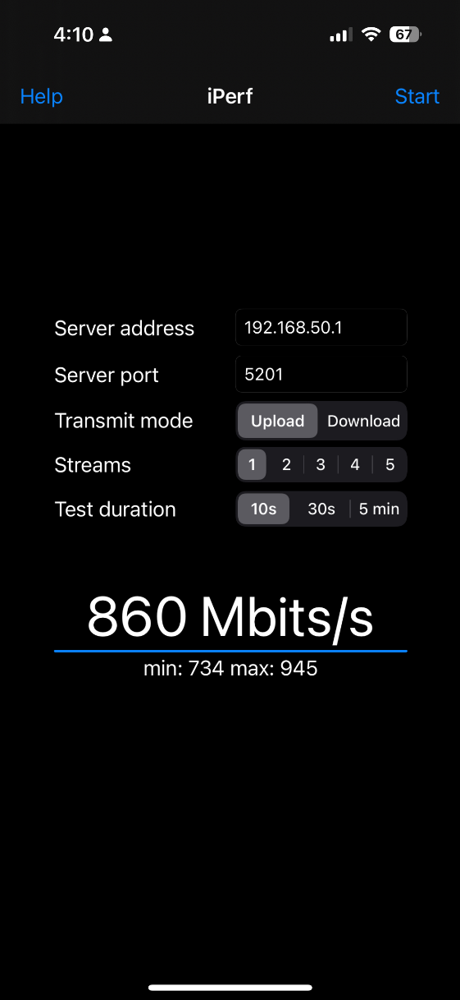 4:10 67
Help iPerf Start
Server address 192.168.50.1
Server port 5201
Transmit mode Upload Download
Streams 1 2 3 4 5
Test duration 10s 30s 5 min
860 Mbits/s
min: 734 max: 945